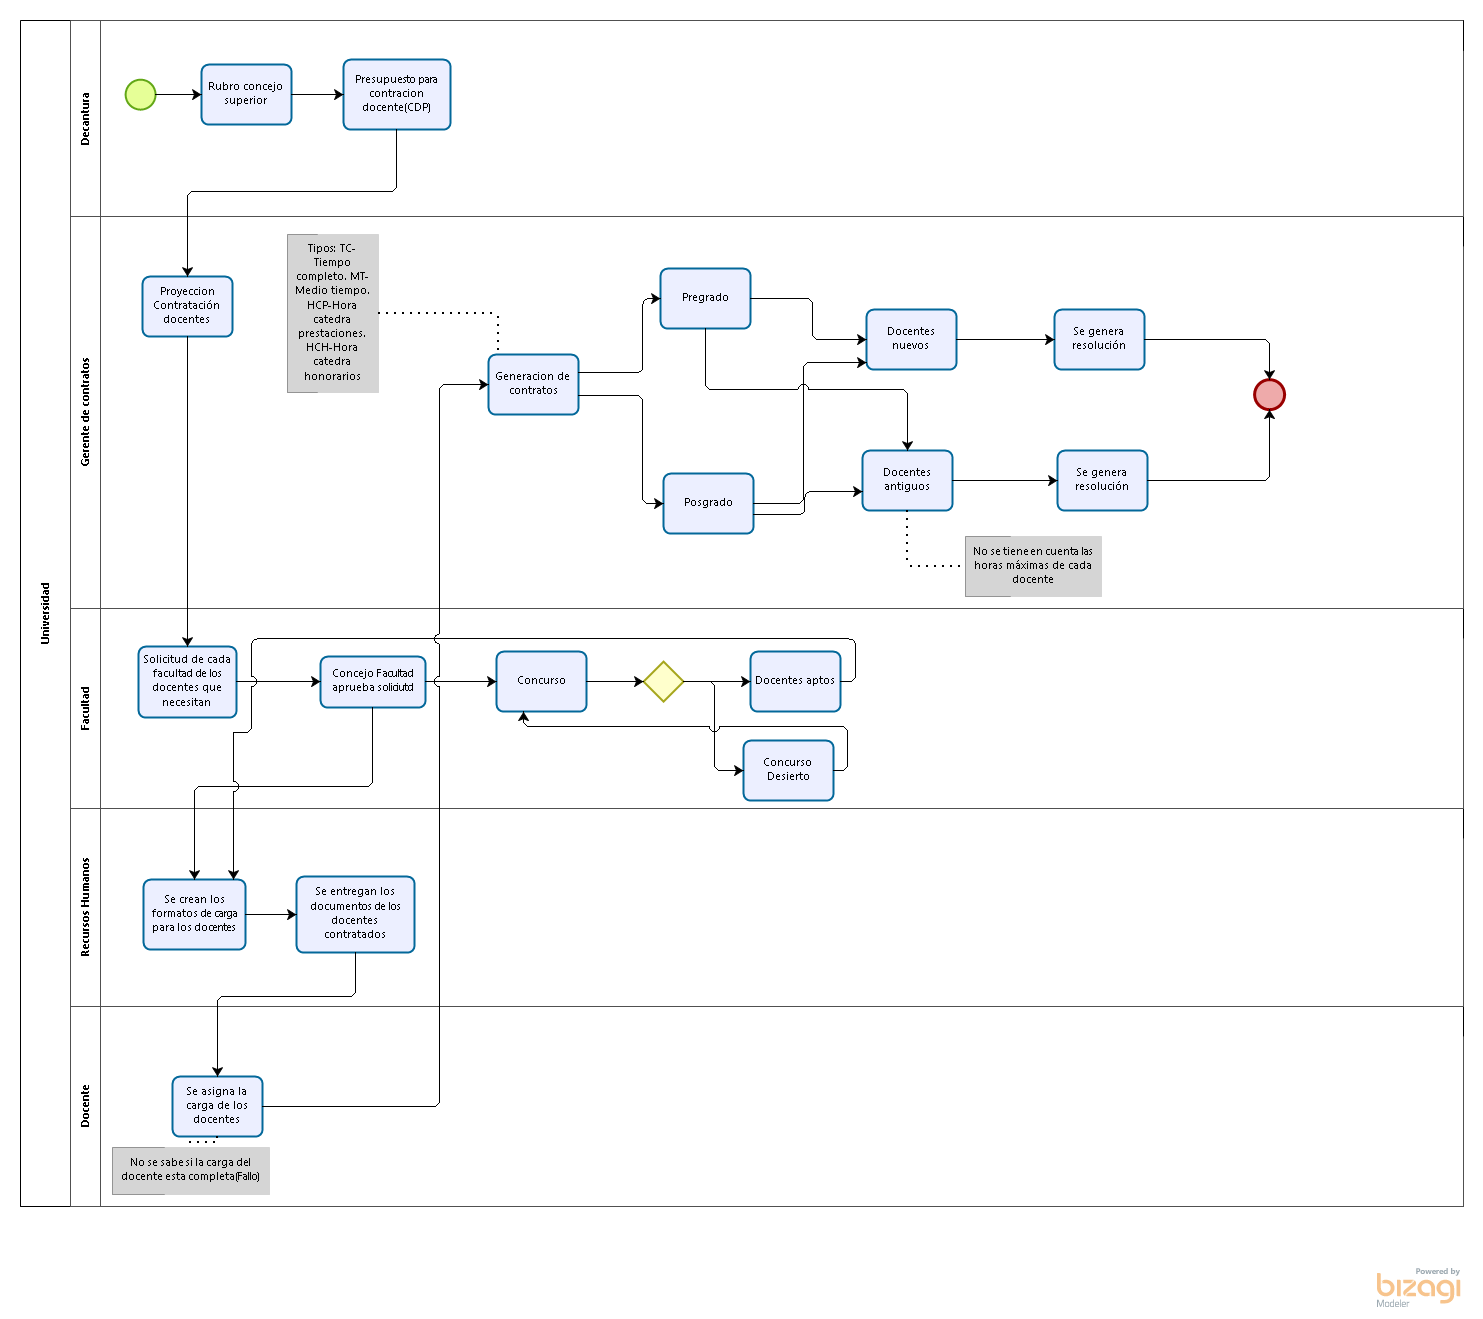 Universidad
Decantura
Rubro concejo
superior
Presupuesto para
contracion
docente(CDP)
Gerente de contratos
Proyeccion
Contratación
docentes
Tipos: TC-
Tiempo
completo. MT-
Medio tiempo.
HCP-Hora
catedra
prestaciones.
HCH-Hora
catedra
honorarios
Generacion de
contratos
Pregrado
Posgrado
Docentes
nuevos
Se genera
resolución
Docentes
antiguos
Se genera
resolución
No se tiene en cuenta las
horas máximas de cada
docente
Facultad
Solicitud de cada
facultad de los
docentes que
necesitan
Concejo Facultad
aprueba soliciutd
Concurso
Docentes aptos
Concurso
Desierto
Recursos Humanos
Se crean los
formatos de carga
para los docentes
Se entregan los
documentos de los
docentes
contratados
Docente
Se asigna la
carga de los
docentes
No se sabe si la carga del
docente esta completa(Fallo)
Powered by
bizagi
Modeler